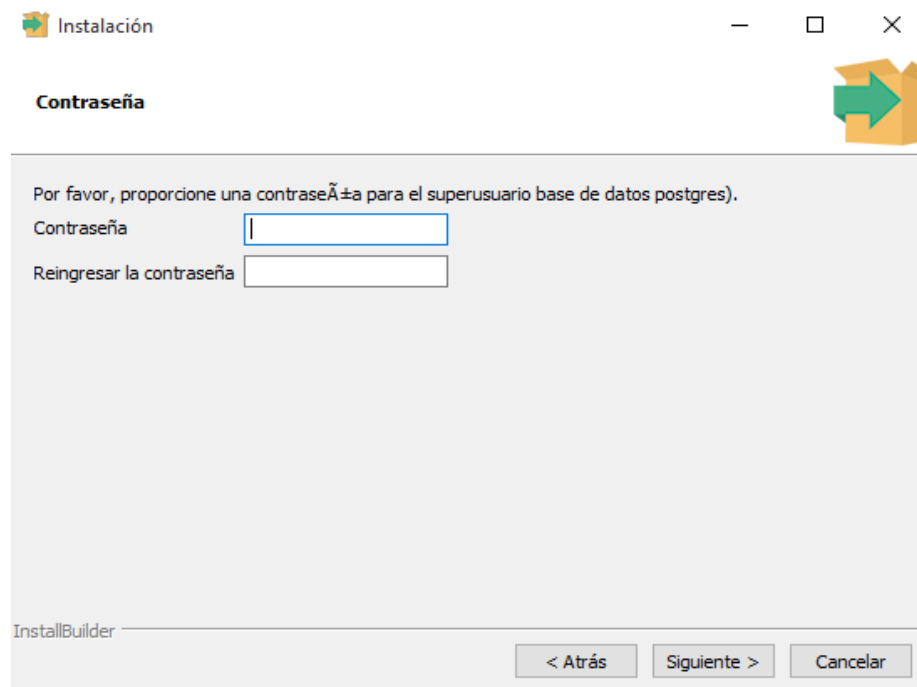 Instalación
Contraseña
Por favor, proporcione una contraseÃ±a para el superusuario base de datos postgres).
Contraseña
Reingresar la contraseña
InstallBuilder
< Atrás
Siguiente >
Cancelar